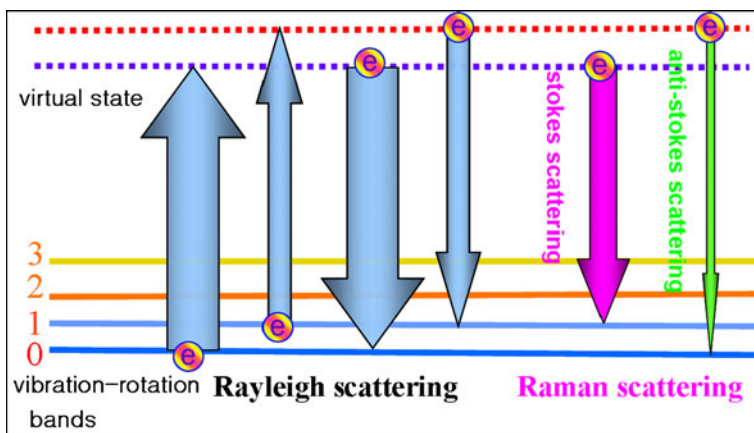 e
e
e
e
virtual state
stokes scattering
anti-stokes scattering
3
2
1
e
0
e
vibration-rotation
bands
Rayleigh scattering
Raman scattering